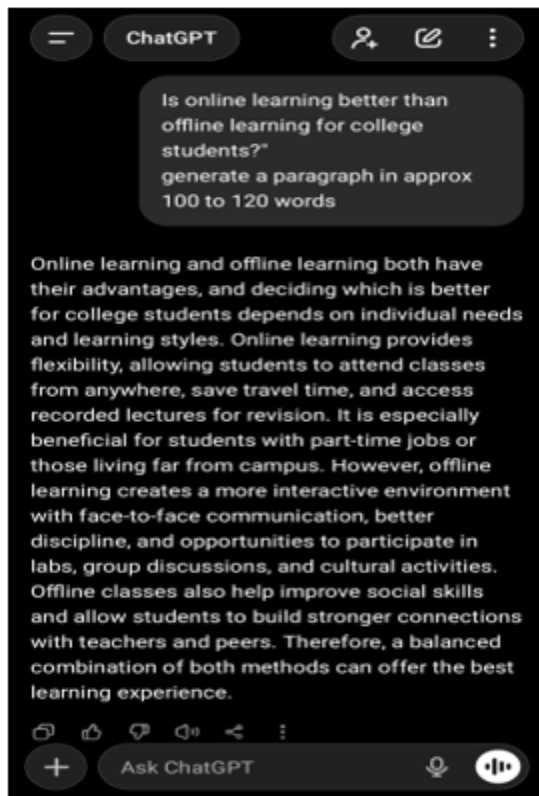 ChatGPT
Is online learning better than
offline learning for college
students?"
generate a paragraph in approx
100 to 120 words
Online learning and offline learning both have
their advantages, and deciding which is better
for college students depends on individual needs
and learning styles. Online learning provides
flexibility, allowing students to attend classes
from anywhere, save travel time, and access
recorded lectures for revision. It is especially
beneficial for students with part-time jobs or
those living far from campus. However, offline
learning creates a more interactive environment
with face-to-face communication, better
discipline, and opportunities to participate in
labs, group discussions, and cultural activities.
Offline classes also help improve social skills
and allow students to build stronger connections
with teachers and peers. Therefore, a balanced
combination of both methods can offer the best
learning experience.
Ask ChatGPT